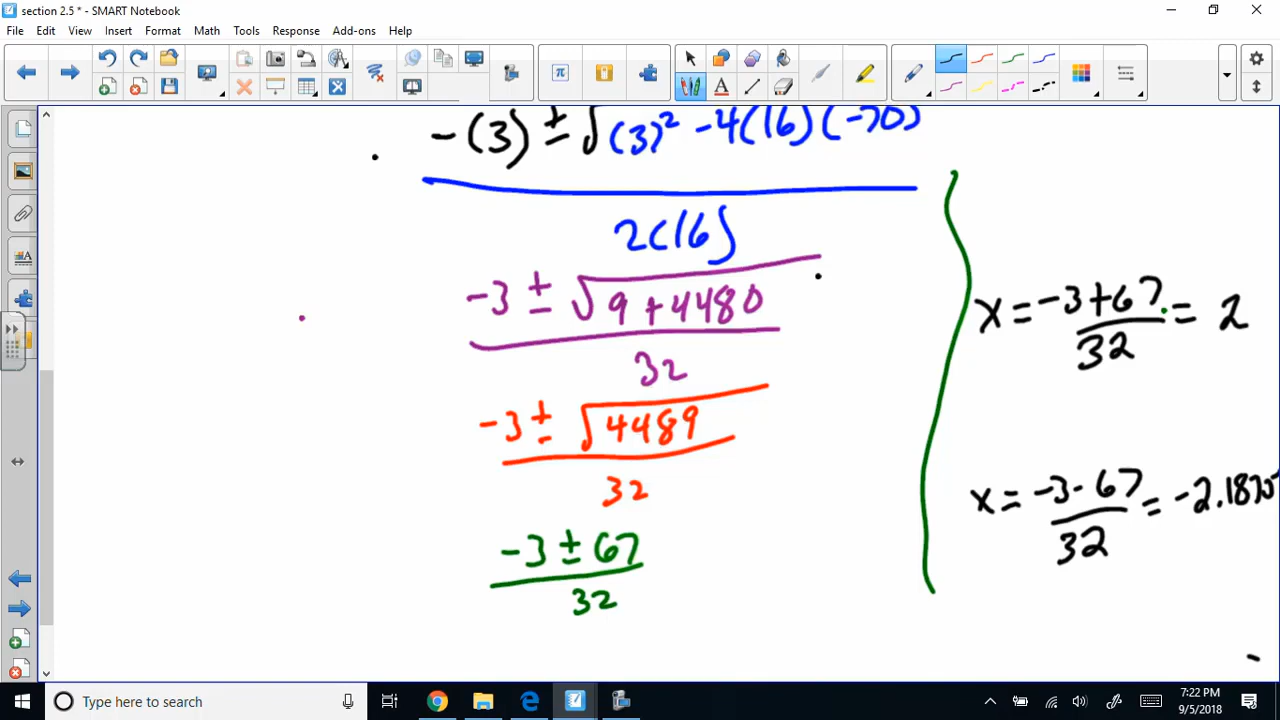 section 2.5 * - SMART Notebook
File Edit View Insert Format Math Tools Response Add-ons Help
-(3) ± √(3)² -4(16)(-70)
2(16)
-3 ± √9 + 4480
32
-3 ± √4489
32
-3 ± 67
32
x = -3+67 = 2
32
x = -3 - 67 = -2.1875
32
Type here to search
7:22 PM
9/5/2018